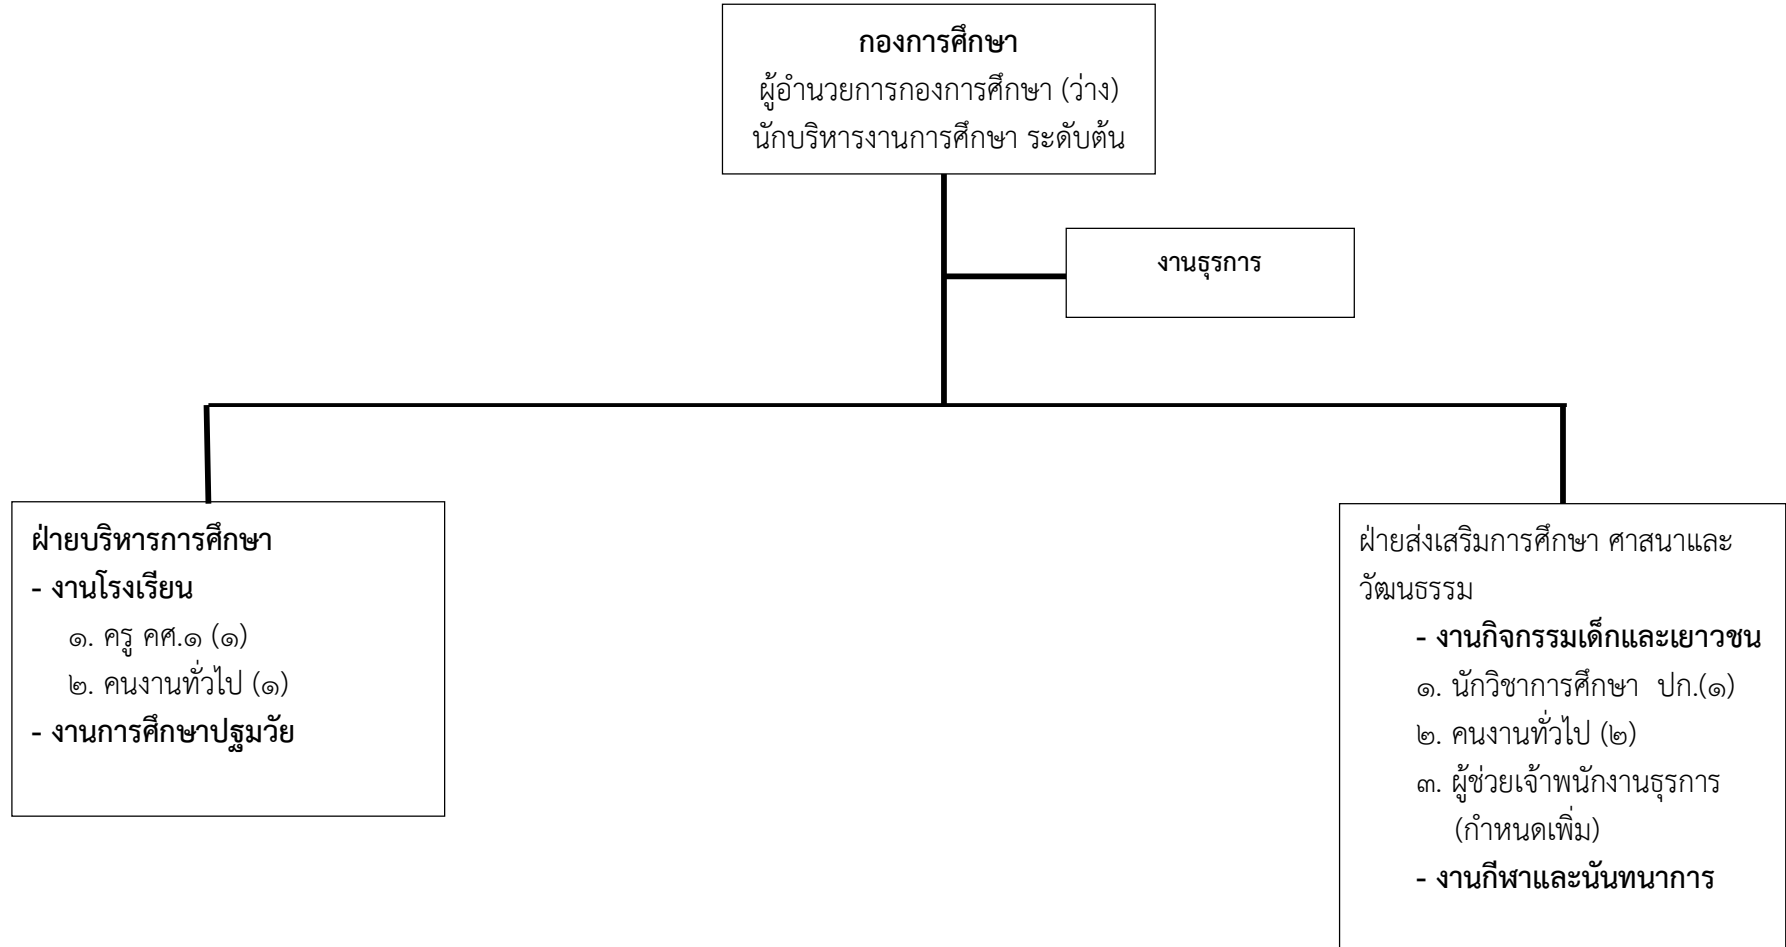 กองการศึกษา
ผู้อำนวยการกองการศึกษา (ว่าง)
นักบริหารงานการศึกษา ระดับต้น
งานธุรการ
ฝ่ายบริหารการศึกษา
- งานโรงเรียน
๑. ครู คศ.๑ (๑)
๒. คนงานทั่วไป (๑)
- งานการศึกษาปฐมวัย
ฝ่ายส่งเสริมการศึกษา ศาสนาและ
วัฒนธรรม
- งานกิจกรรมเด็กและเยาวชน
๑. นักวิชาการศึกษา ปก.(๑)
๒. คนงานทั่วไป (๒)
๓. ผู้ช่วยเจ้าพนักงานธุรการ
(กำหนดเพิ่ม)
- งานกีฬาและนันทนาการ